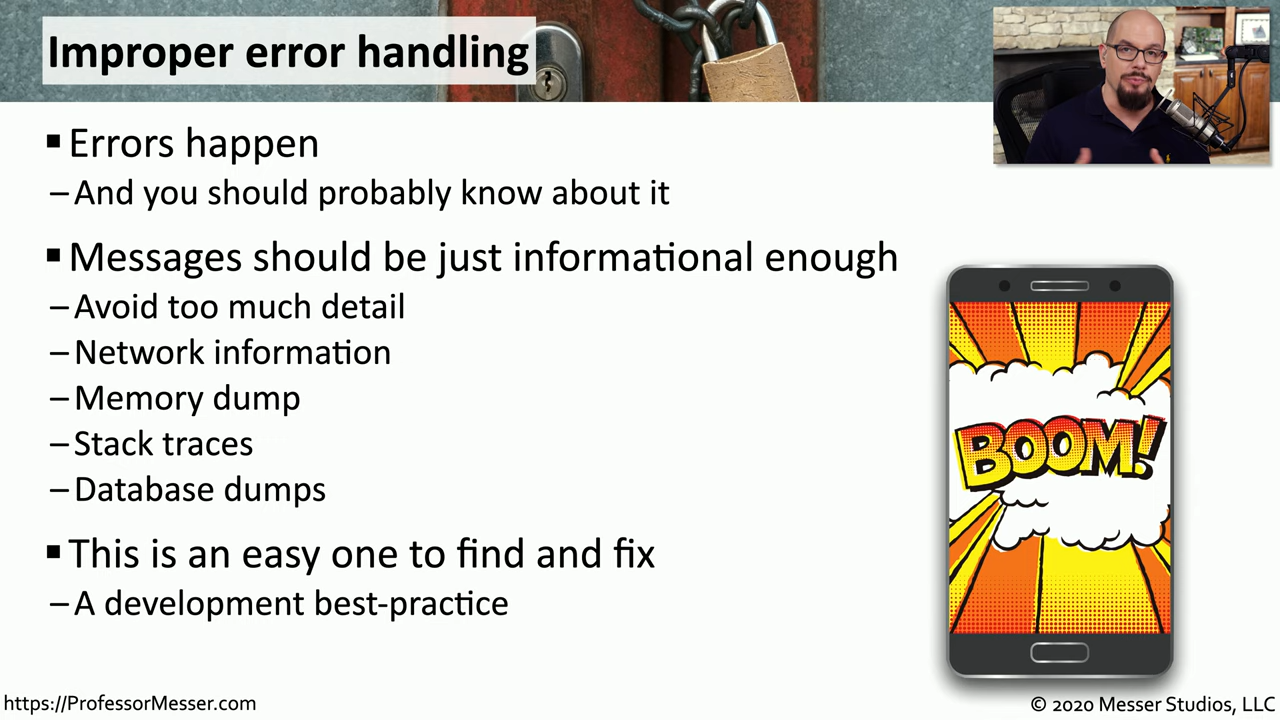 Improper error handling
▪ Errors happen
– And you should probably know about it
▪ Messages should be just informational enough
– Avoid too much detail
– Network information
– Memory dump
– Stack traces
– Database dumps
▪ This is an easy one to find and fix
– A development best-practice
BOOM!
https://ProfessorMesser.com
© 2020 Messer Studios, LLC